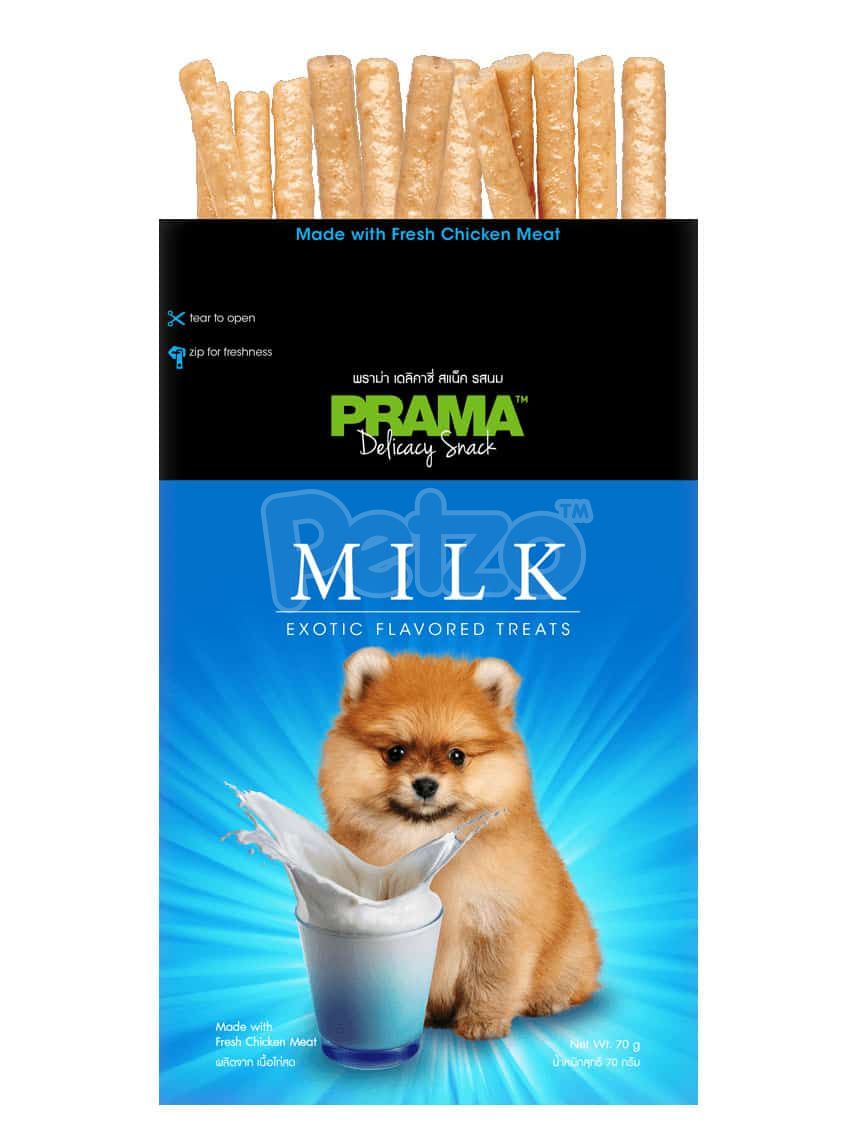 Made with Fresh Chicken Meat
tear to open
zip for freshness
พราม่า เดลิคาซี่ สแน็ค รสนม
PRAMA™
Delicacy Snack
Petzo™
MILK
EXOTIC FLAVORED TREATS
Made with
Fresh Chicken Meat
ผลิตจาก เนื้อไก่สด
Net Wt. 70 g
น้ำหนักสุทธิ 70 กรัม